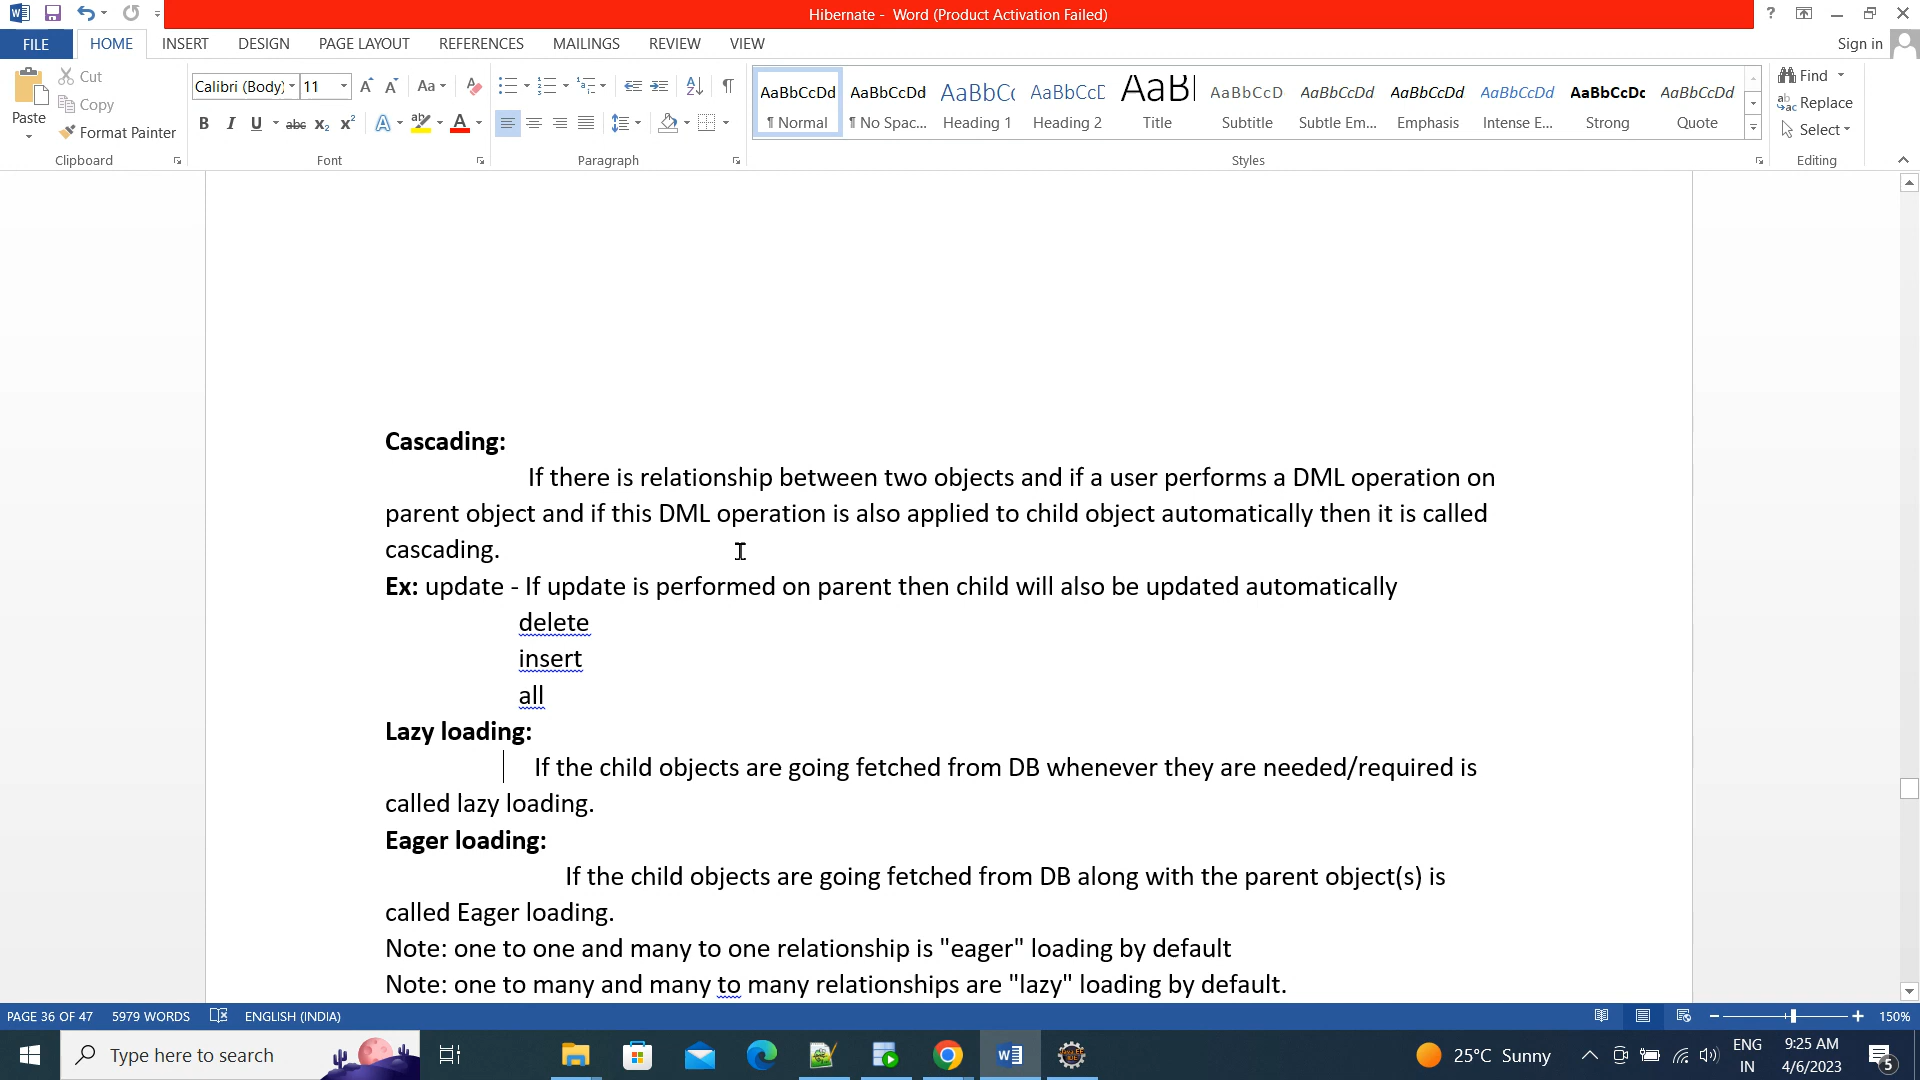 Hibernate - Word (Product Activation Failed)
FILE HOME INSERT DESIGN PAGE LAYOUT REFERENCES MAILINGS REVIEW VIEW Sign in
Paste Cut
Copy
Format Painter
Clipboard
Calibri (Body) 11
Font
Paragraph
AaBbCcDd AaBbCcDd AaBbCc AaBbCcD AaBl AaBbCcD AaBbCcDd AaBbCcDd AaBbCcDd AaBbCcDc AaBbCcDd
¶ Normal ¶ No Spac... Heading 1 Heading 2 Title Subtitle Subtle Em... Emphasis Intense E... Strong Quote
Styles
Find
Replace
Select
Editing
Cascading:
If there is relationship between two objects and if a user performs a DML operation on
parent object and if this DML operation is also applied to child object automatically then it is called
cascading.
Ex: update - If update is performed on parent then child will also be updated automatically
delete
insert
all
Lazy loading:
If the child objects are going fetched from DB whenever they are needed/required is
called lazy loading.
Eager loading:
If the child objects are going fetched from DB along with the parent object(s) is
called Eager loading.
Note: one to one and many to one relationship is "eager" loading by default
Note: one to many and many to many relationships are "lazy" loading by default.
PAGE 36 OF 47 5979 WORDS ENGLISH (INDIA) 150%
Type here to search
25°C Sunny
ENG
IN
9:25 AM
4/6/2023
5